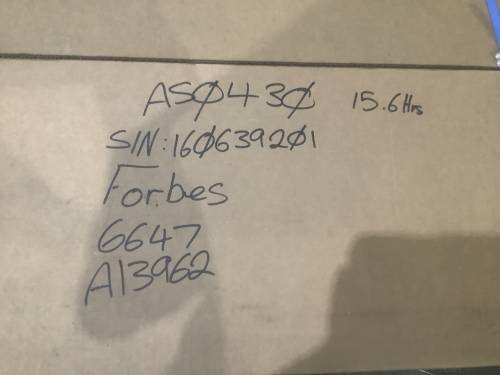 ASØ43Ø 15.6Hrs
S/N:16Ø6392Ø1
Forbes
6647
A13962